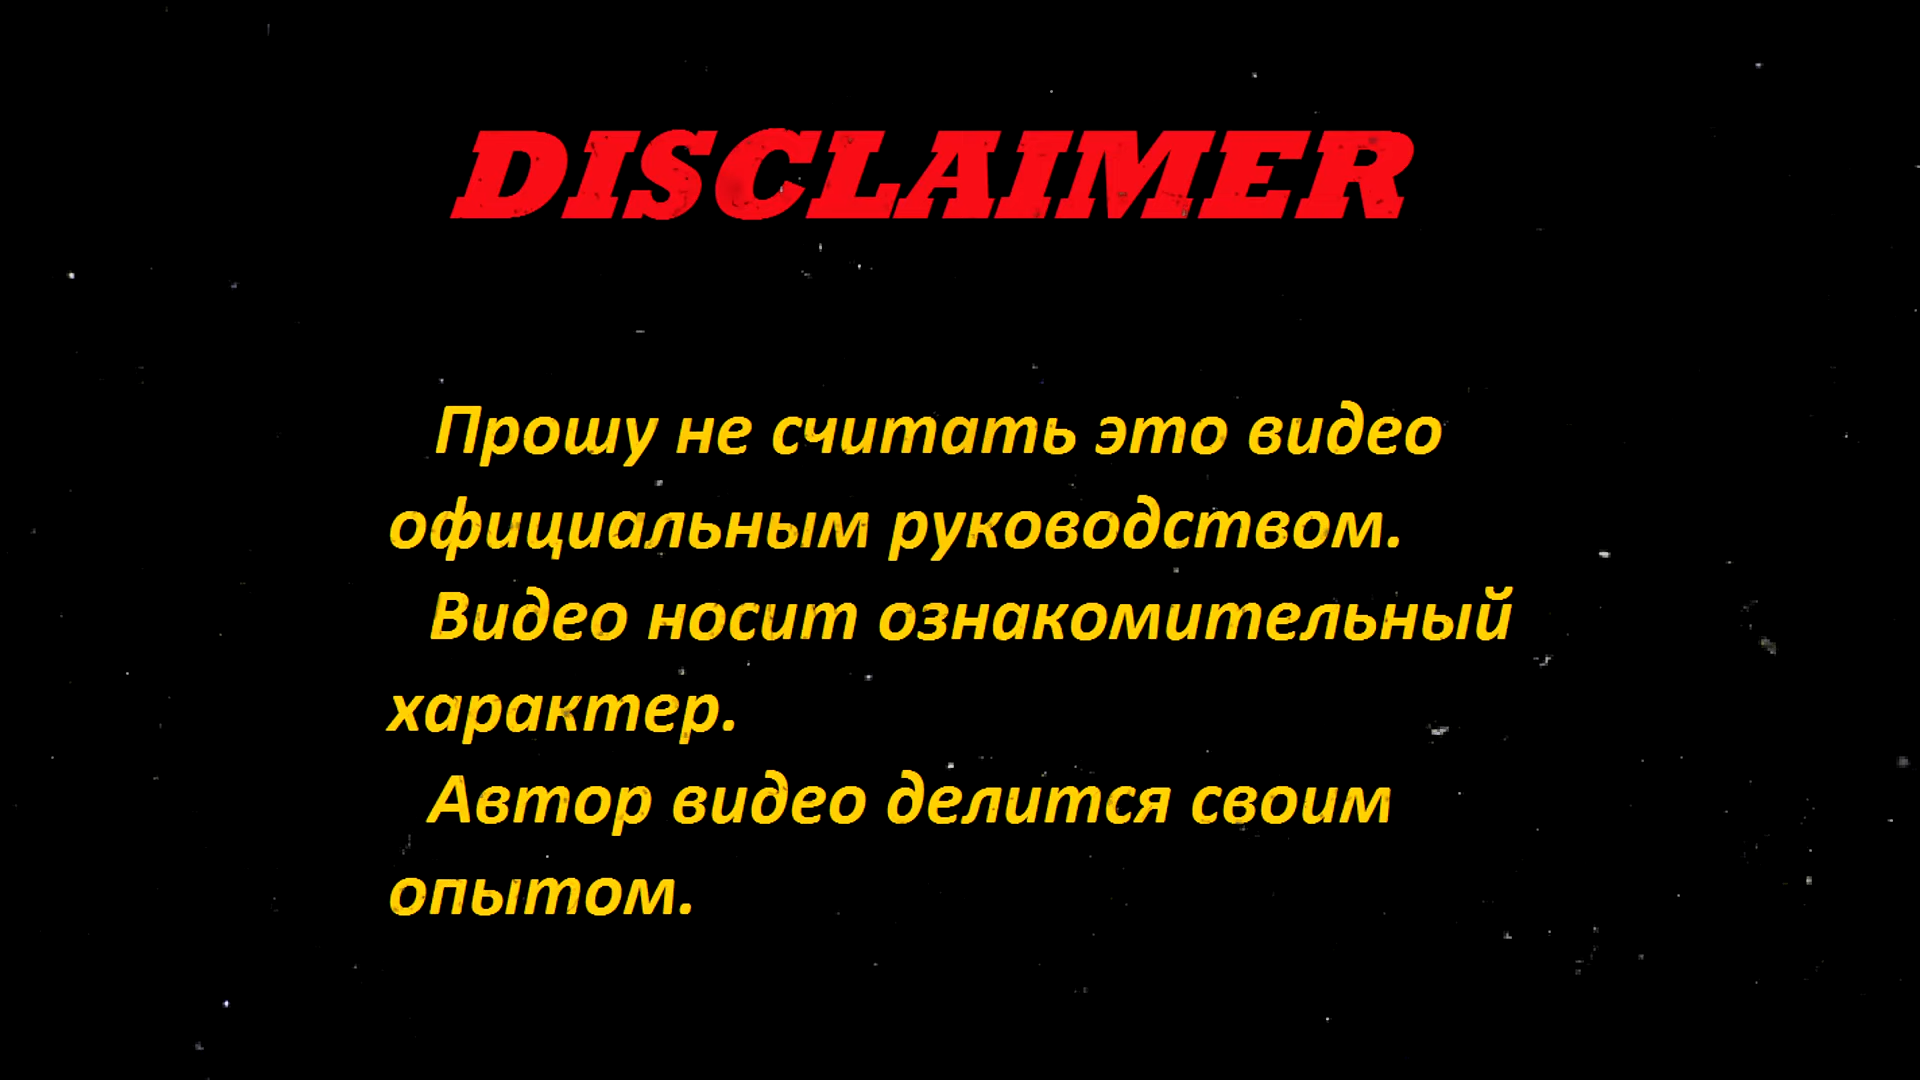 DISCLAIMER
Прошу не считать это видео
официальным руководством.
Видео носит ознакомительный
характер.
Автор видео делится своим
опытом.